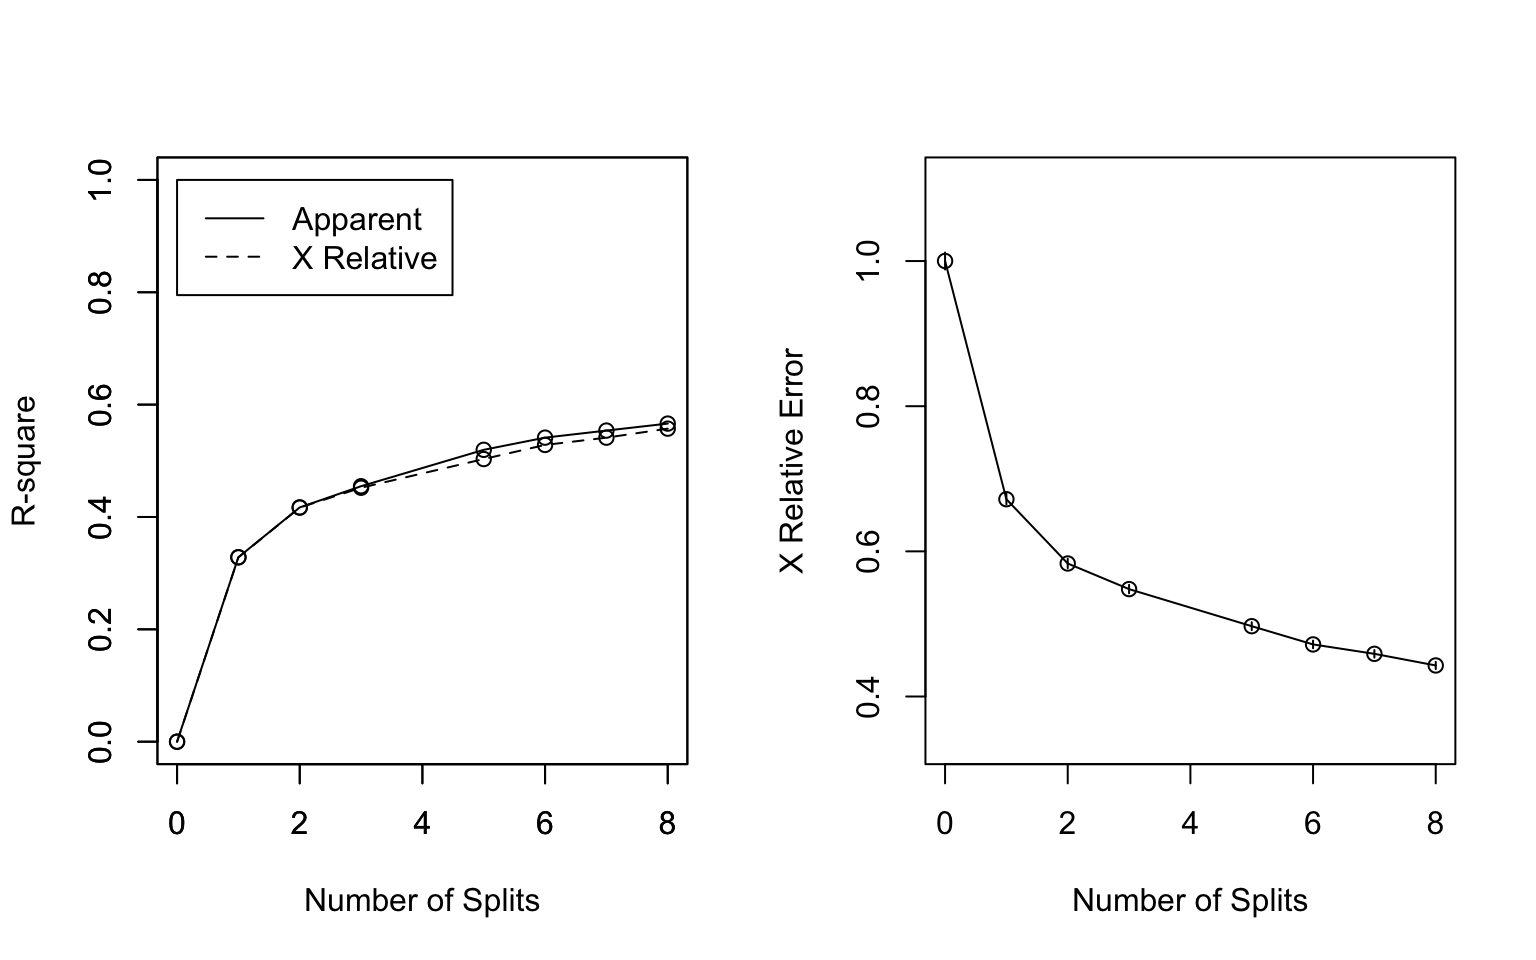 R-square
1.0
0.8
0.6
0.4
0.2
0.0
Apparent
X Relative
0 2 4 6 8
Number of Splits
X Relative Error
1.0
0.8
0.6
0.4
0 2 4 6 8
Number of Splits